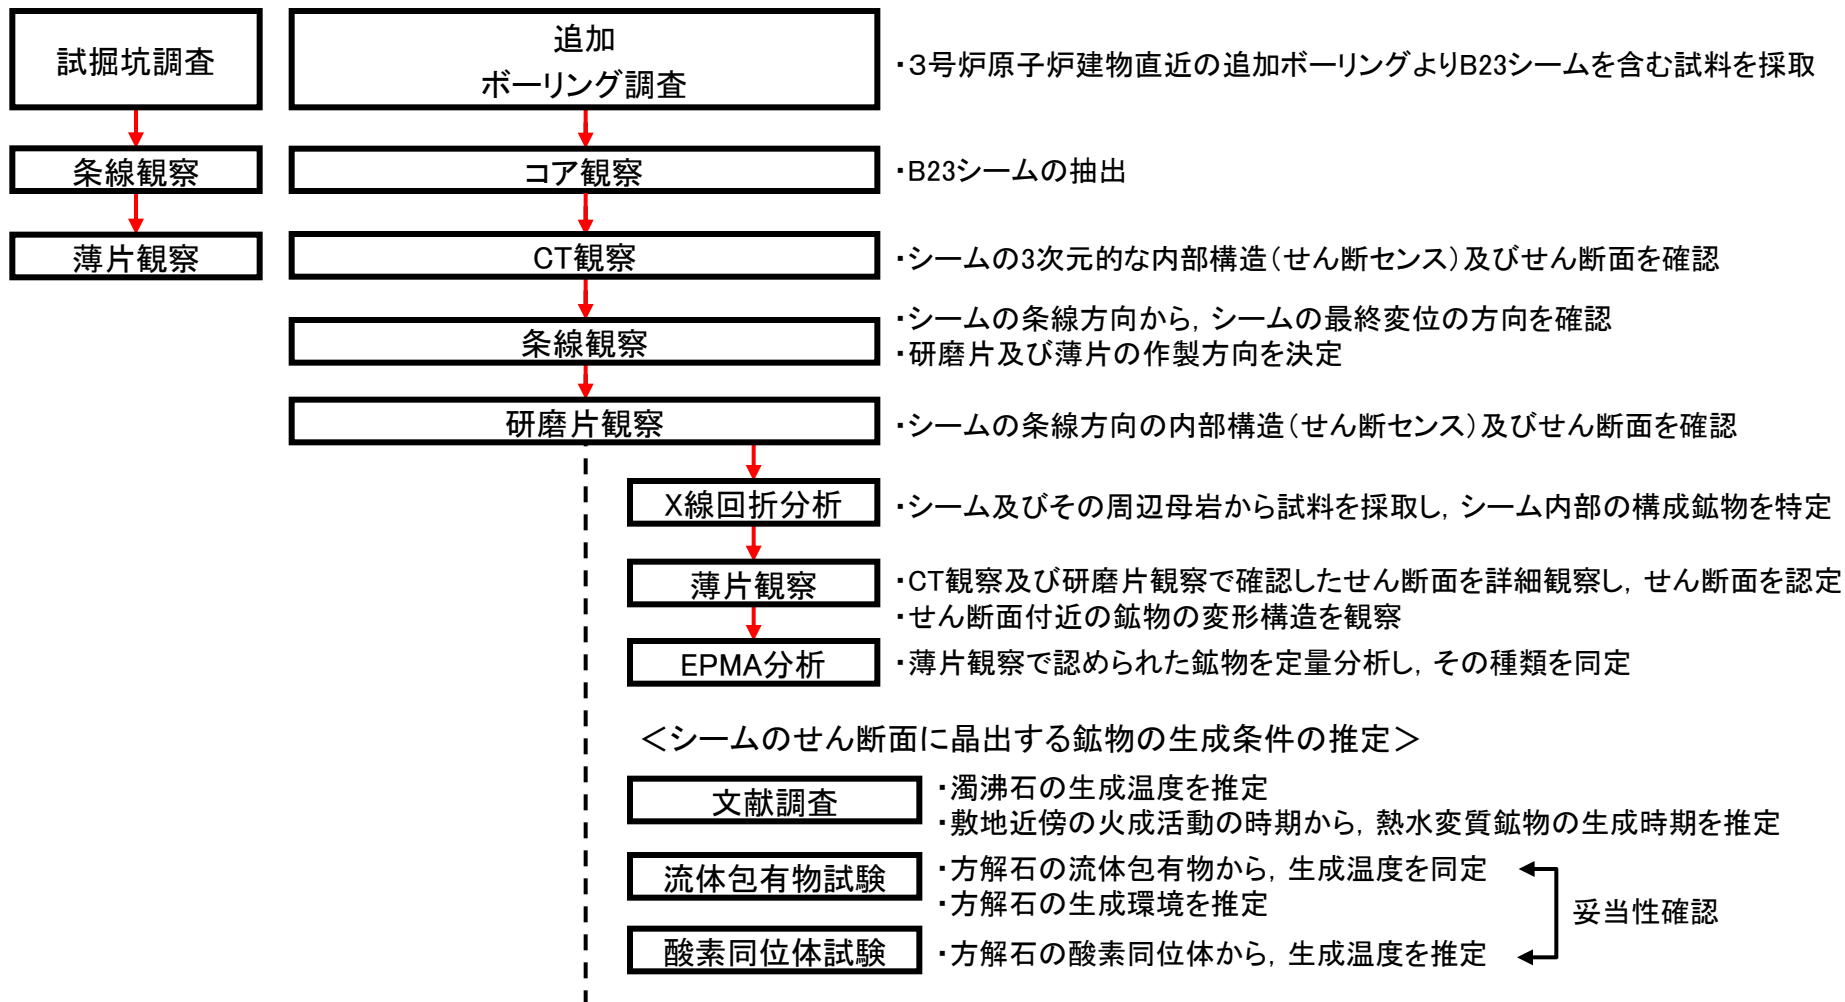 試掘坑調査
追加
ボーリング調査
・３号炉原子炉建物直近の追加ボーリングよりB23シームを含む試料を採取
条線観察
コア観察
・B23シームの抽出
薄片観察
CT観察
・シームの3次元的な内部構造（せん断センス）及びせん断面を確認
条線観察
・シームの条線方向から，シームの最終変位の方向を確認
・研磨片及び薄片の作製方向を決定
研磨片観察
・シームの条線方向の内部構造（せん断センス）及びせん断面を確認
X線回折分析
・シーム及びその周辺母岩から試料を採取し，シーム内部の構成鉱物を特定
薄片観察
・CT観察及び研磨片観察で確認したせん断面を詳細観察し，せん断面を認定
・せん断面付近の鉱物の変形構造を観察
EPMA分析
・薄片観察で認められた鉱物を定量分析し，その種類を同定
＜シームのせん断面に晶出する鉱物の生成条件の推定＞
文献調査
・濁沸石の生成温度を推定
・敷地近傍の火成活動の時期から，熱水変質鉱物の生成時期を推定
流体包有物試験
・方解石の流体包有物から，生成温度を同定
・方解石の生成環境を推定
妥当性確認
酸素同位体試験
・方解石の酸素同位体から，生成温度を推定